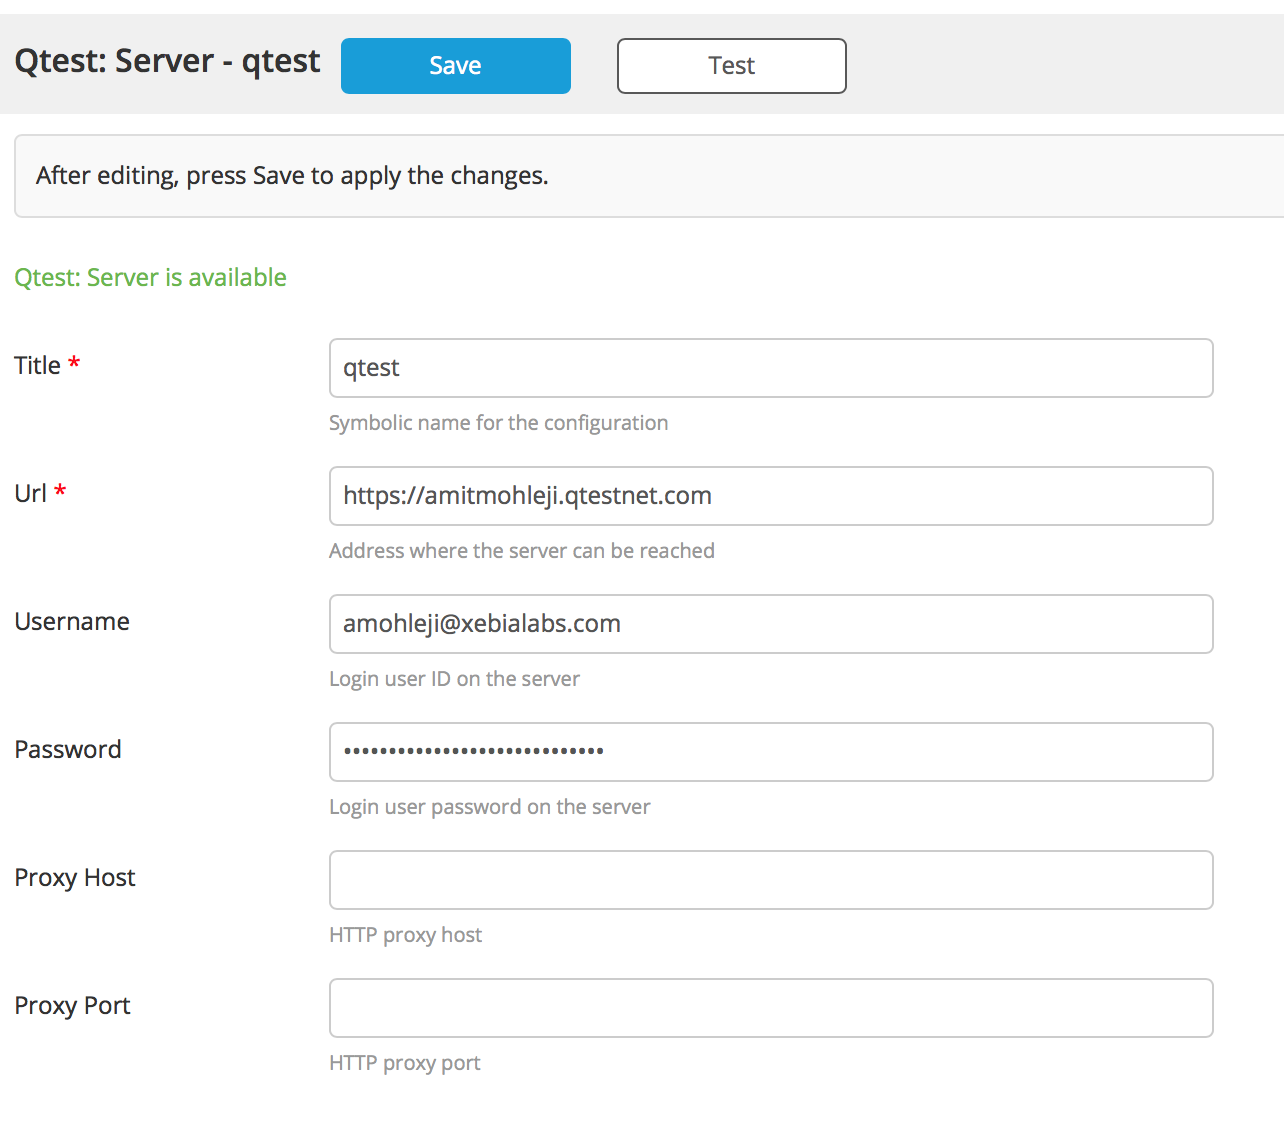 Qtest: Server - qtest Save Test
After editing, press Save to apply the changes.
Qtest: Server is available
Title * qtest
Symbolic name for the configuration
Url * https://amitmohleji.qtestnet.com
Address where the server can be reached
Username amohleji@xebialabs.com
Login user ID on the server
Password •••••••••••••••••••••••••••••
Login user password on the server
Proxy Host
HTTP proxy host
Proxy Port
HTTP proxy port